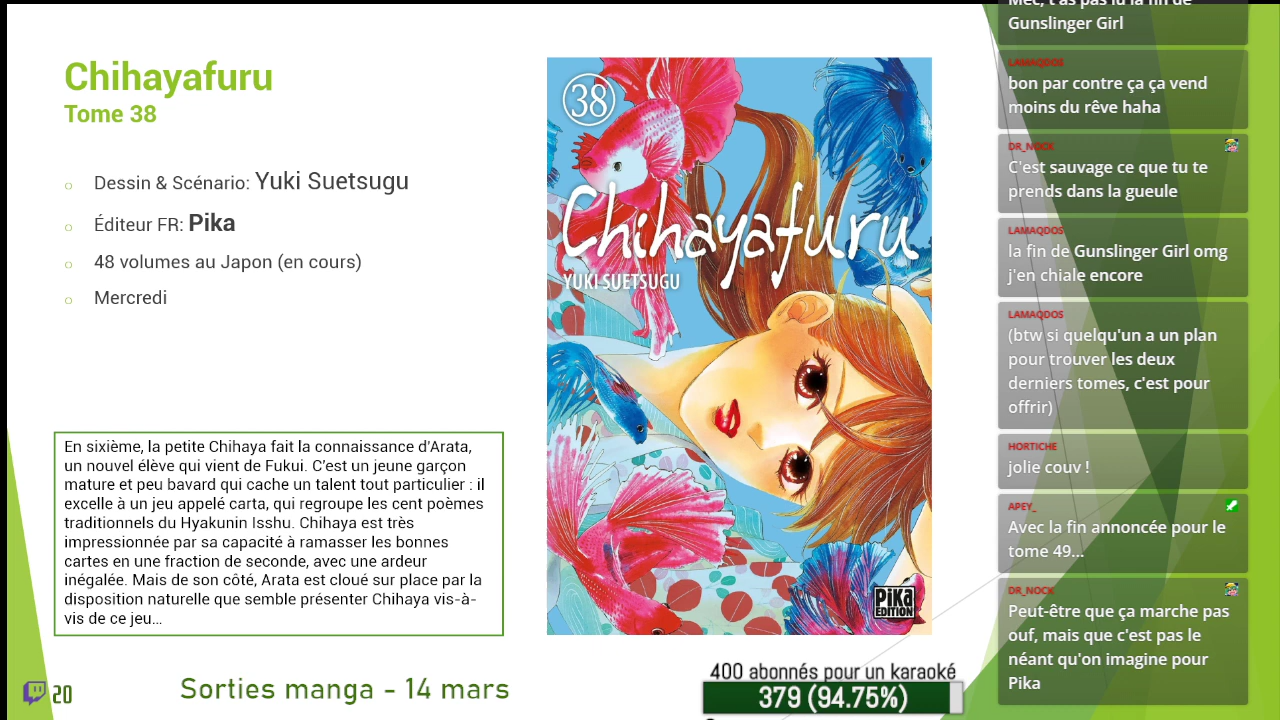 Chihayafuru
Tome 38
Dessin & Scénario: Yuki Suetsugu
Éditeur FR: Pika
48 volumes au Japon (en cours)
Mercredi
En sixième, la petite Chihaya fait la connaissance d'Arata,
un nouvel élève qui vient de Fukui. C'est un jeune garçon
mature et peu bavard qui cache un talent tout particulier : il
excelle à un jeu appelé carta, qui regroupe les cent poèmes
traditionnels du Hyakunin Isshu. Chihaya est très
impressionnée par sa capacité à ramasser les bonnes
cartes en une fraction de seconde, avec une ardeur
inégalée. Mais de son côté, Arata est cloué sur place par la
disposition naturelle que semble présenter Chihaya vis-à-
vis de ce jeu...
38
Chihayafuru
YUKI SUETSUGU
Pika
EDITION
20
Sorties manga - 14 mars
400 abonnés pour un karaoké
379 (94.75%)
Mec, t'as pas lu la fin de
Gunslinger Girl
LAMAQDOS
bon par contre ça ça vend
moins du rêve haha
DR_NOCK
C'est sauvage ce que tu te
prends dans la gueule
LAMAQDOS
la fin de Gunslinger Girl omg
j'en chiale encore
LAMAQDOS
(btw si quelqu'un a un plan
pour trouver les deux
derniers tomes, c'est pour
offrir)
HORTICHE
jolie couv !
APEY_
Avec la fin annoncée pour le
tome 49...
DR_NOCK
Peut-être que ça marche pas
ouf, mais que c'est pas le
néant qu'on imagine pour
Pika